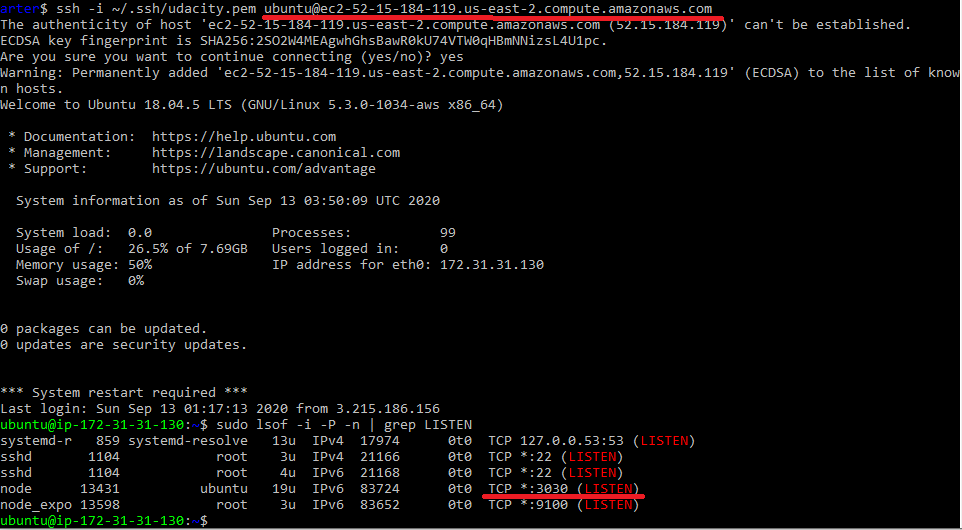 arter$ ssh -i ~/.ssh/udacity.pem ubuntu@ec2-52-15-184-119.us-east-2.compute.amazonaws.com
The authenticity of host 'ec2-52-15-184-119.us-east-2.compute.amazonaws.com (52.15.184.119)' can't be established.
ECDSA key fingerprint is SHA256:2SO2W4MEAgwhGhsBawR0kU74VTW0qHBmNNizsL4U1pc.
Are you sure you want to continue connecting (yes/no)? yes
Warning: Permanently added 'ec2-52-15-184-119.us-east-2.compute.amazonaws.com,52.15.184.119' (ECDSA) to the list of know
n hosts.
Welcome to Ubuntu 18.04.5 LTS (GNU/Linux 5.3.0-1034-aws x86_64)
* Documentation:  https://help.ubuntu.com
* Management:     https://landscape.canonical.com
* Support:        https://ubuntu.com/advantage
System information as of Sun Sep 13 03:50:09 UTC 2020
System load:  0.0               Processes:           99
Usage of /:   26.5% of 7.69GB   Users logged in:     0
Memory usage: 50%               IP address for eth0: 172.31.31.130
Swap usage:   0%
0 packages can be updated.
0 updates are security updates.
*** System restart required ***
Last login: Sun Sep 13 01:17:13 2020 from 3.215.186.156
ubuntu@ip-172-31-31-130:~$ sudo lsof -i -P -n | grep LISTEN
systemd-r   859 systemd-resolve   13u  IPv4  17974      0t0  TCP 127.0.0.53:53 (LISTEN)
sshd       1104            root    3u  IPv4  21166      0t0  TCP *:22 (LISTEN)
sshd       1104            root    4u  IPv6  21168      0t0  TCP *:22 (LISTEN)
node      13431          ubuntu   19u  IPv6  83724      0t0  TCP *:3030 (LISTEN)
node_expo 13598            root    3u  IPv6  83652      0t0  TCP *:9100 (LISTEN)
ubuntu@ip-172-31-31-130:~$